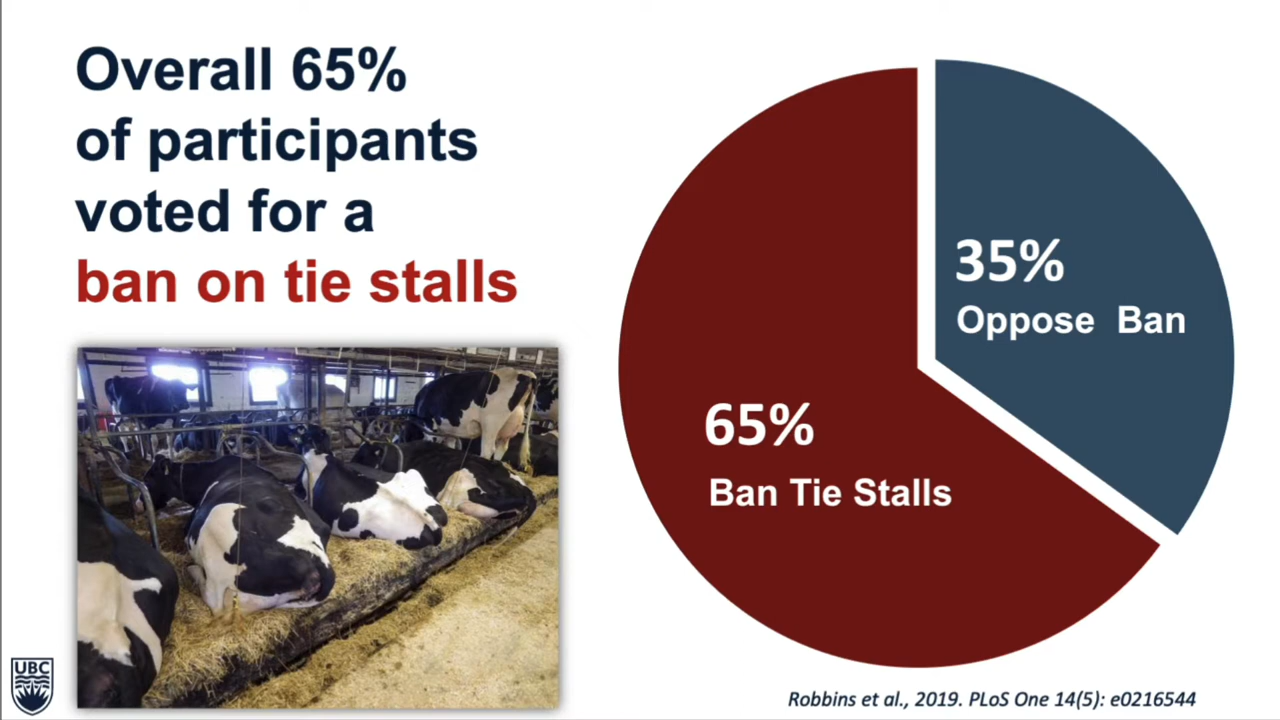 Overall 65%
of participants
voted for a
ban on tie stalls
35%
Oppose Ban
65%
Ban Tie Stalls
UBC
Robbins et al., 2019. PLoS One 14(5): e0216544